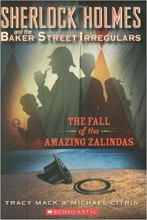 SHERLOCK HOLMES
and the
BAKER STREET IRREGULARS
THE FALL
of the
AMAZING ZALINDAS
TRACY MACK & MICHAEL CITRIN
SCHOLASTIC